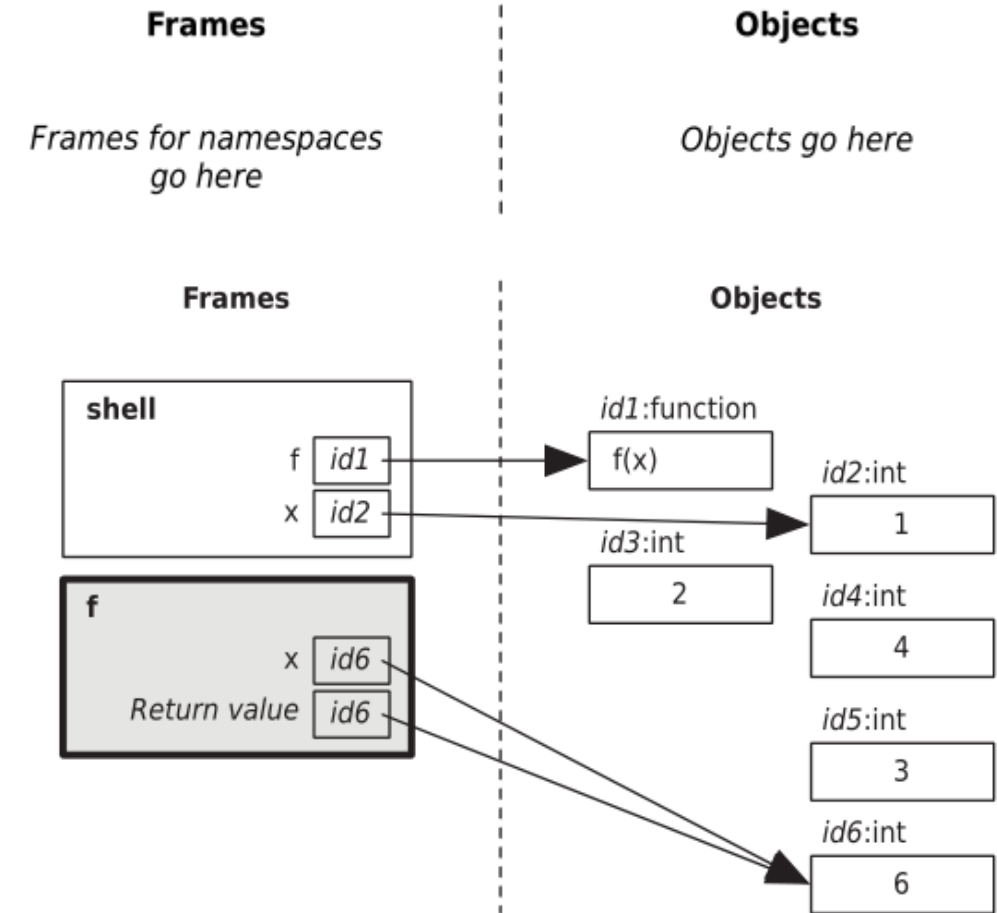 Frames
Objects
Frames for namespaces
go here
Objects go here
Frames
Objects
shell
f id1
x id2
id1:function
f(x)
id2:int
1
id3:int
2
id4:int
4
f
x id6
Return value id6
id5:int
3
id6:int
6